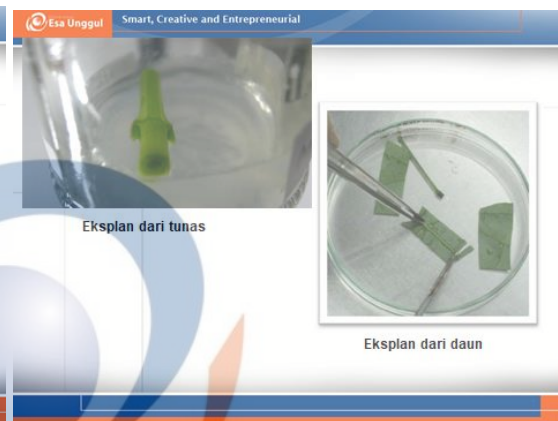 Esa Unggul
Smart, Creative and Entrepreneurial
Eksplan dari tunas
Eksplan dari daun